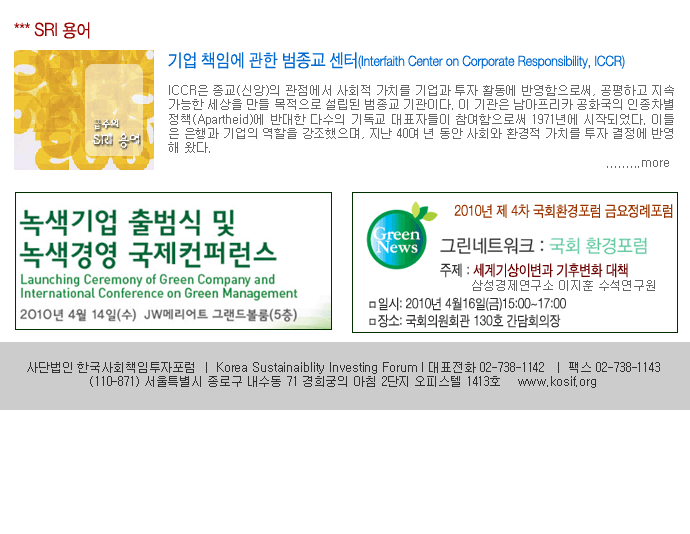 *** SRI 용어
금주의
SRI 용어
기업 책임에 관한 범종교 센터(Interfaith Center on Corporate Responsibility, ICCR)
ICCR은 종교(신앙)의 관점에서 사회적 가치를 기업과 투자 활동에 반영함으로써, 공평하고 지속
가능한 세상을 만들 목적으로 설립된 범종교 기관이다. 이 기관은 남아프리카 공화국의 인종차별
정책(Apartheid)에 반대한 다수의 기독교 대표자들이 참여함으로써 1971년에 시작되었다. 이들
은 은행과 기업의 역할을 강조했으며, 지난 40여 년 동안 사회와 환경적 가치를 투자 결정에 반영
해 왔다.
.........more
녹색기업 출범식 및
녹색경영 국제컨퍼런스
Launching Ceremony of Green Company and
International Conference on Green Management
2010년 4월 14일(수) JW메리어트 그랜드볼룸(5층)
Green
News
2010년 제 4차 국회환경포럼 금요정례포럼
그린네트워크 : 국회 환경포럼
주제 : 세계기상이변과 기후변화 대책
삼성경제연구소 이지훈 수석연구원
□ 일시: 2010년 4월16일(금)15:00~17:00
□ 장소: 국회의원회관 130호 간담회의장
사단법인 한국사회책임투자포럼 | Korea Sustainaiblity Investing Forum l 대표전화 02-738-1142 | 팩스 02-738-1143
(110-871) 서울특별시 종로구 내수동 71 경희궁의 아침 2단지 오피스텔 1413호 www.kosif.org